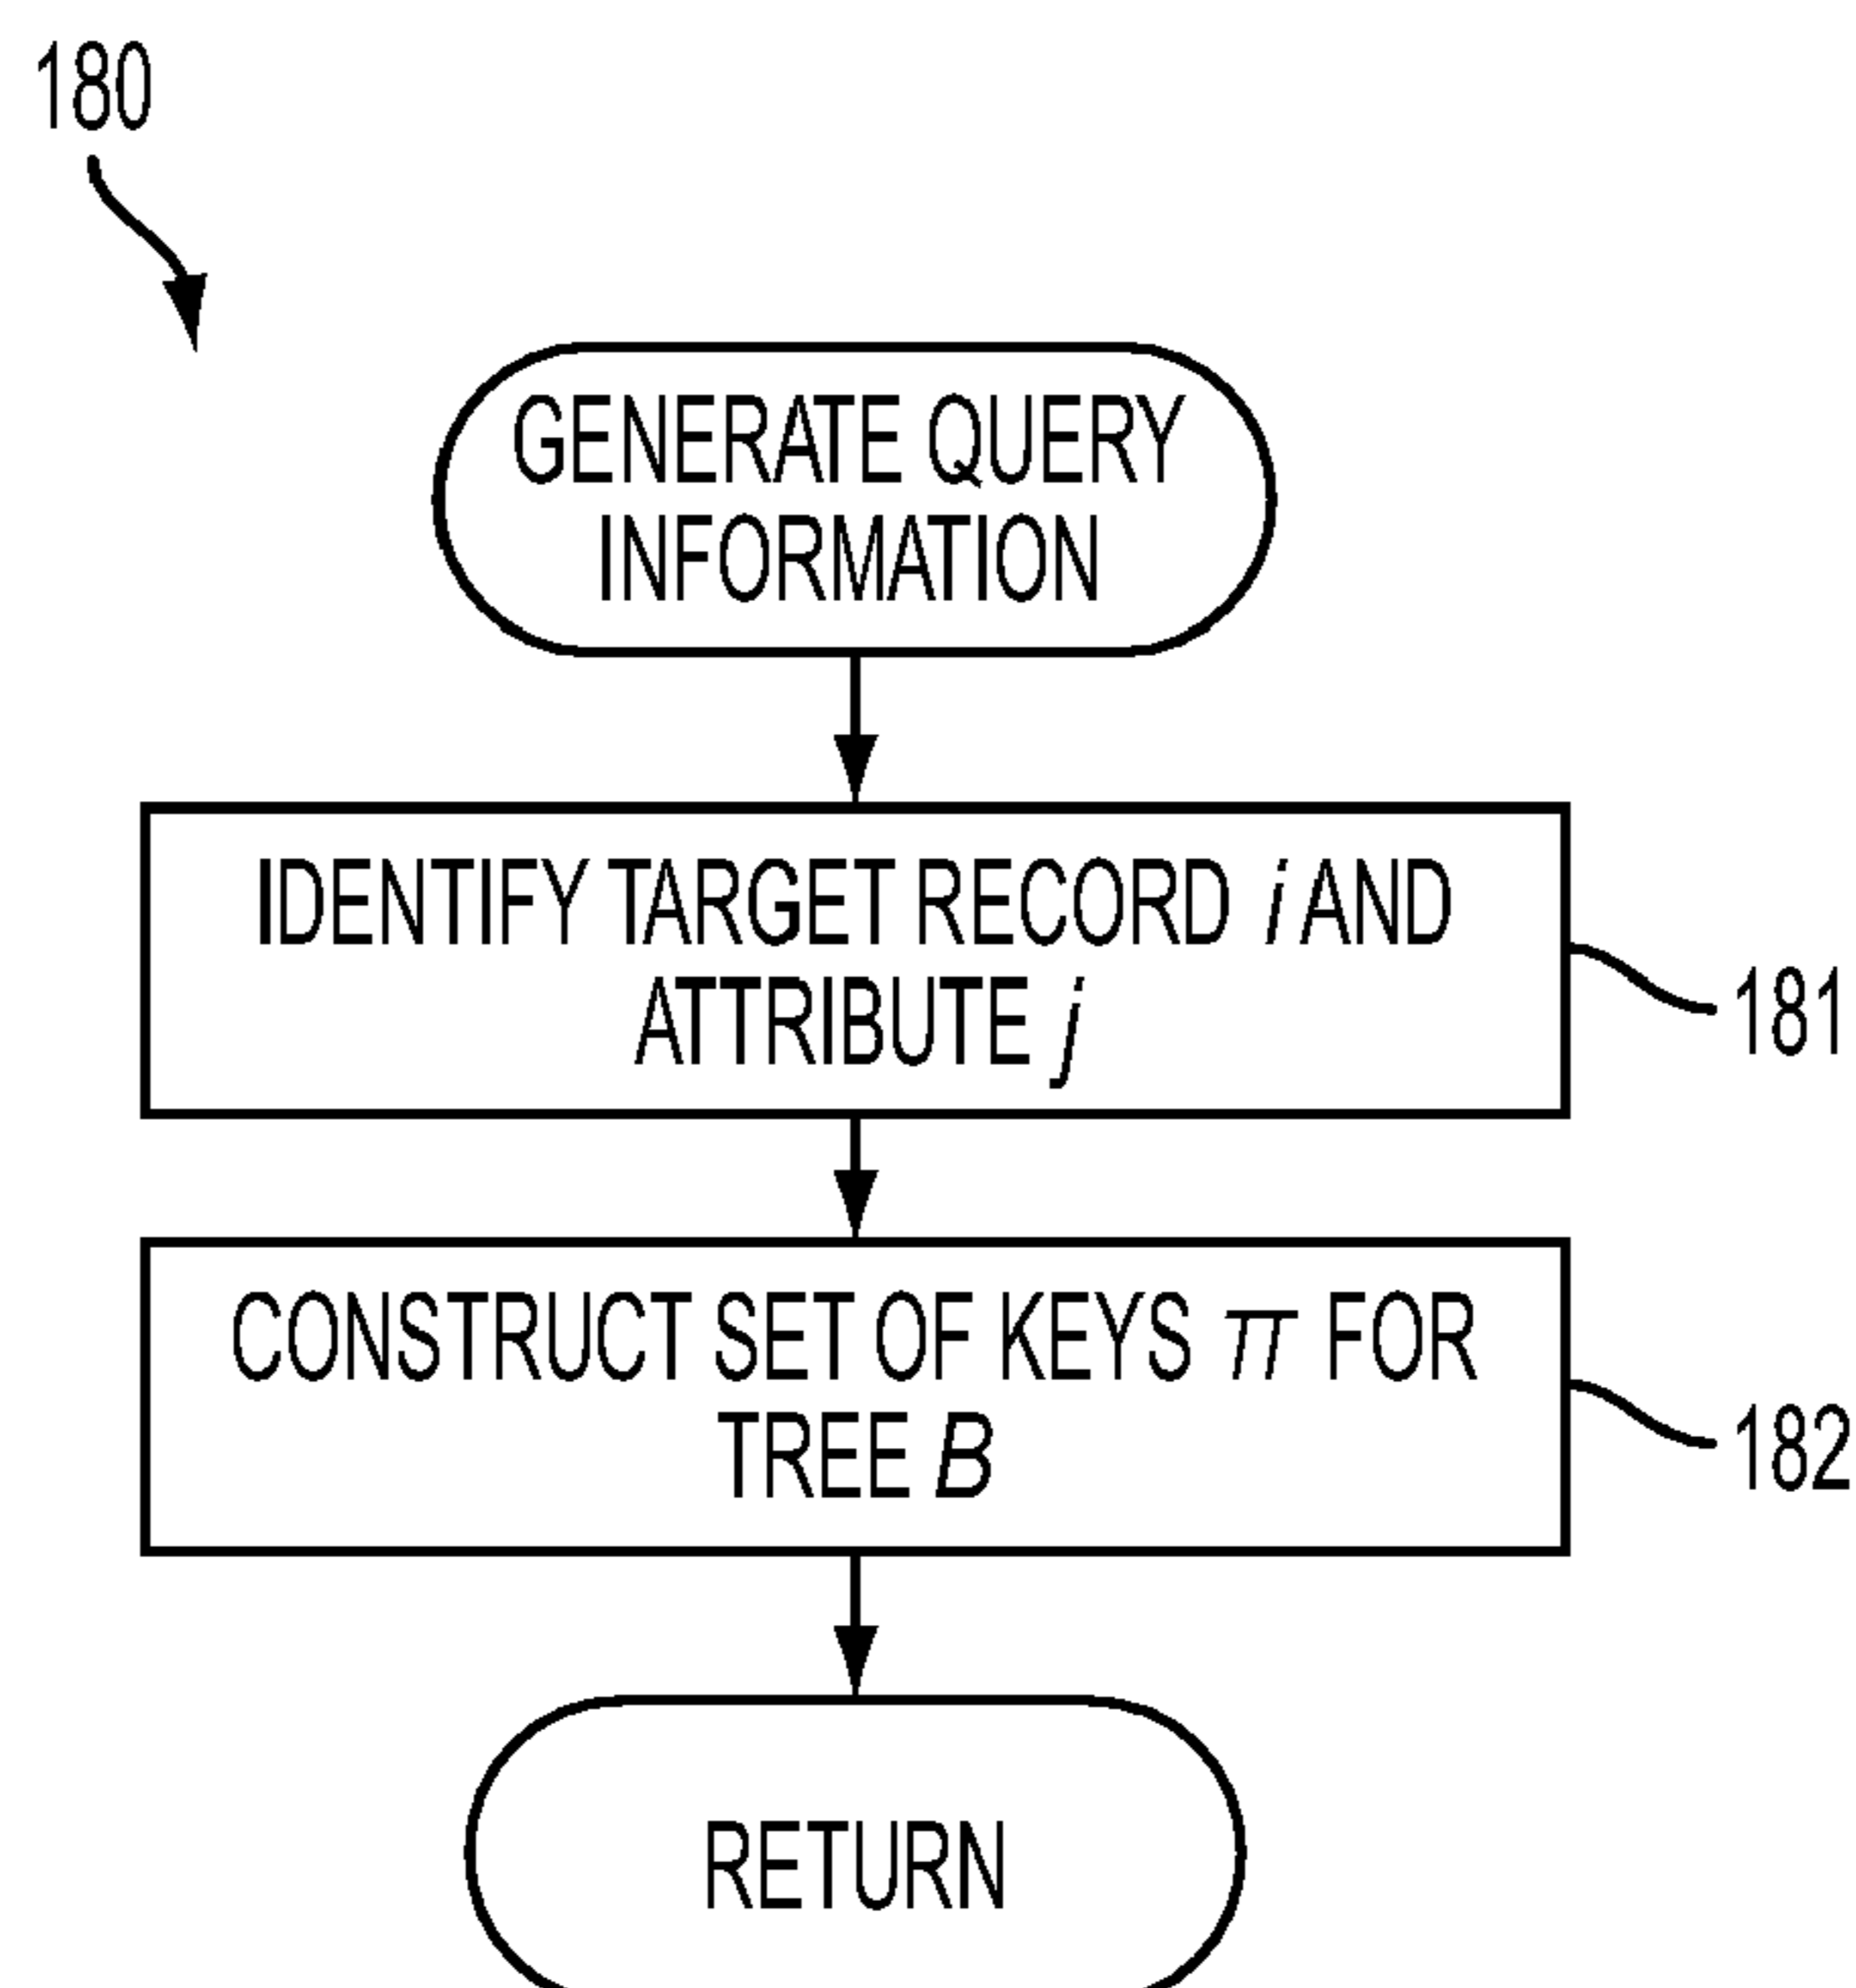 180
GENERATE QUERY
INFORMATION
IDENTIFY TARGET RECORD i AND
ATTRIBUTE j
181
CONSTRUCT SET OF KEYS π FOR
TREE B
182
RETURN